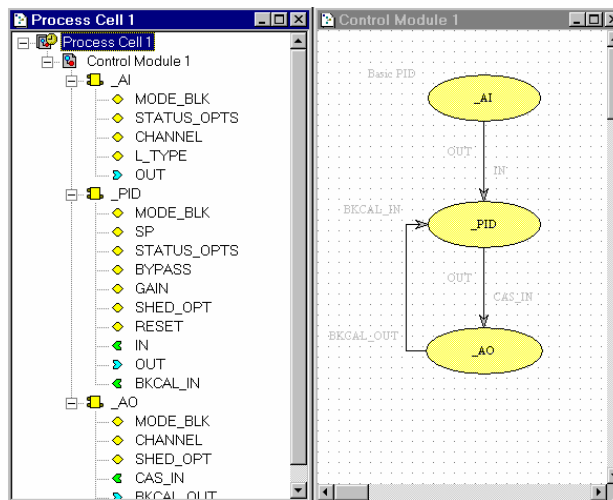 Process Cell 1
Process Cell 1
Control Module 1
_AI
MODE_BLK
STATUS_OPTS
CHANNEL
L_TYPE
OUT
_PID
MODE_BLK
SP
STATUS_OPTS
BYPASS
GAIN
SHED_OPT
RESET
IN
OUT
BKCAL_IN
_AO
MODE_BLK
CHANNEL
SHED_OPT
CAS_IN
BKCAL_OUT
Control Module 1
Basic PID
_AI
OUT
IN
BKCAL_IN
_PID
OUT
CAS_IN
BKCAL_OUT
_AO